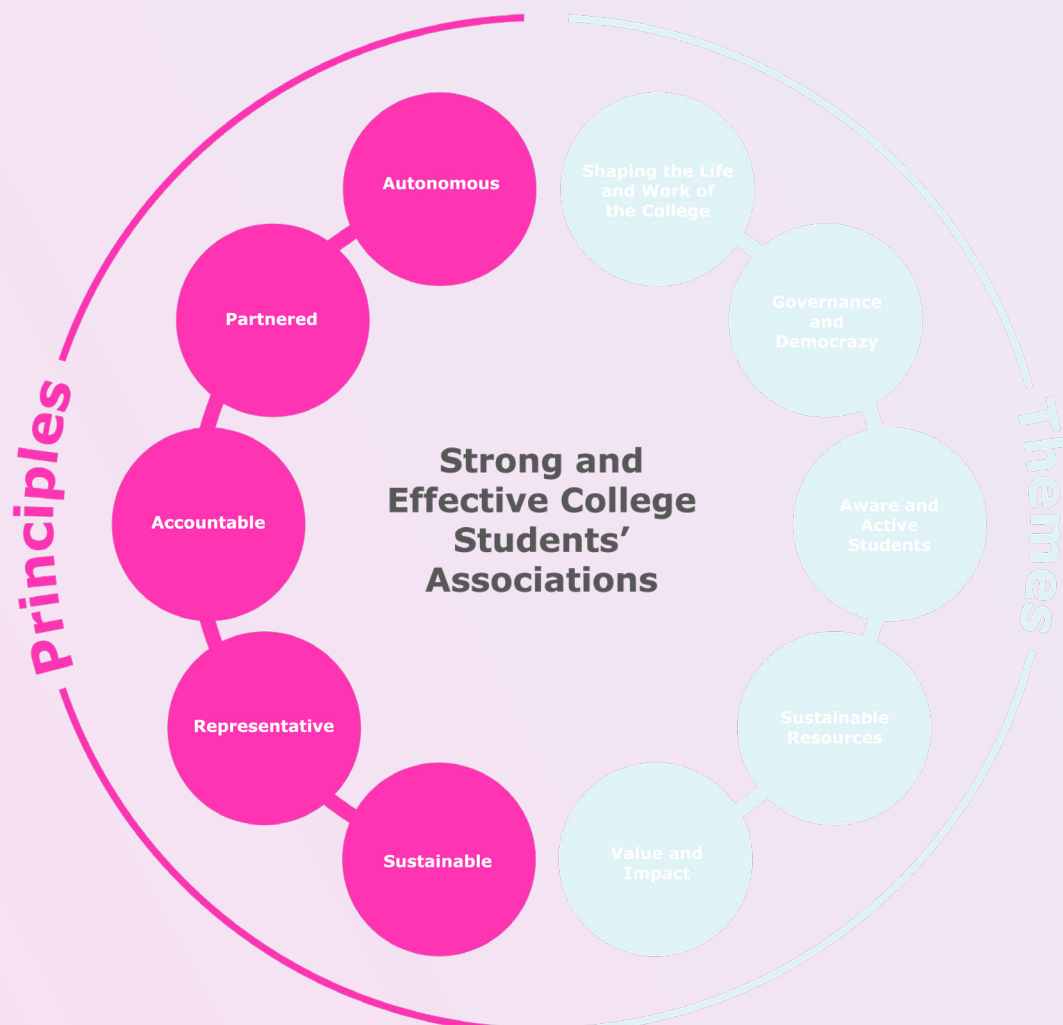 Principles
Autonomous
Partnered
Accountable
Representative
Sustainable
Strong and
Effective College
Students’
Associations
Themes
Shaping the Life
and Work of
the College
Governance
and
Democrazy
Aware and
Active
Students
Sustainable
Resources
Value and
Impact